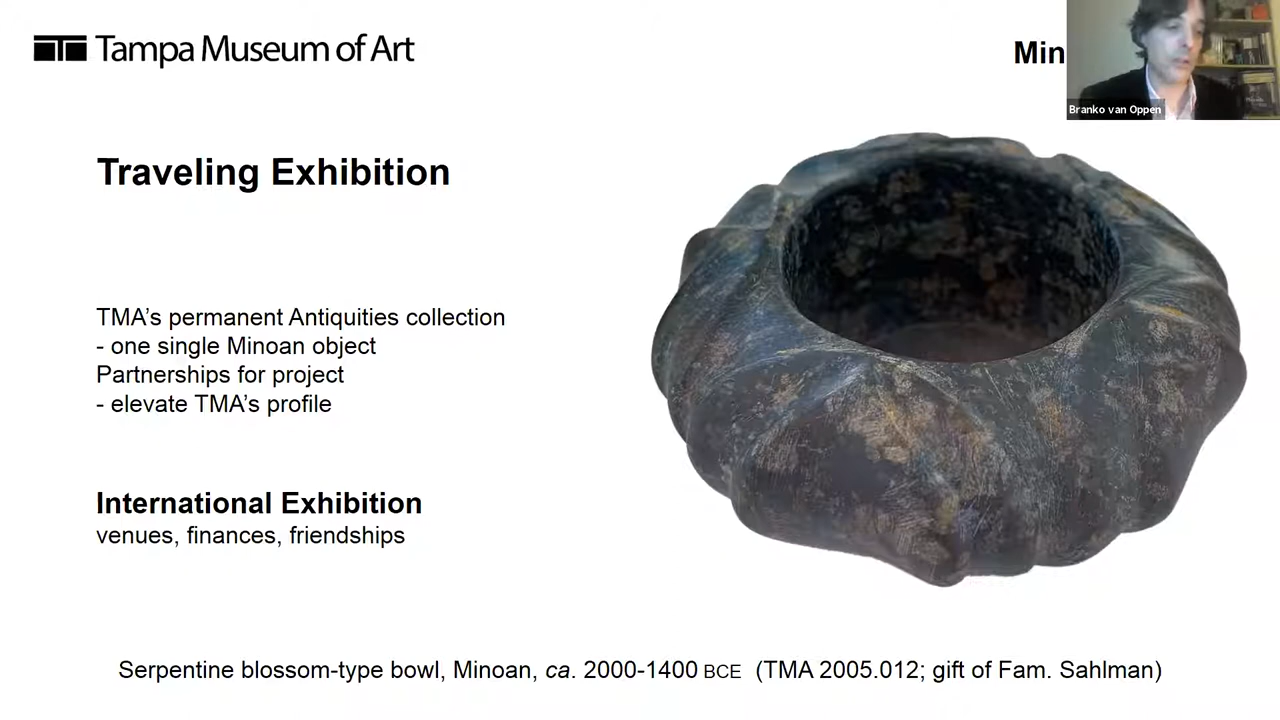 Tampa Museum of Art
Branko van Oppen
Traveling Exhibition
TMA's permanent Antiquities collection
- one single Minoan object
Partnerships for project
- elevate TMA's profile
International Exhibition
venues, finances, friendships
Serpentine blossom-type bowl, Minoan, ca. 2000-1400 BCE (TMA 2005.012; gift of Fam. Sahlman)